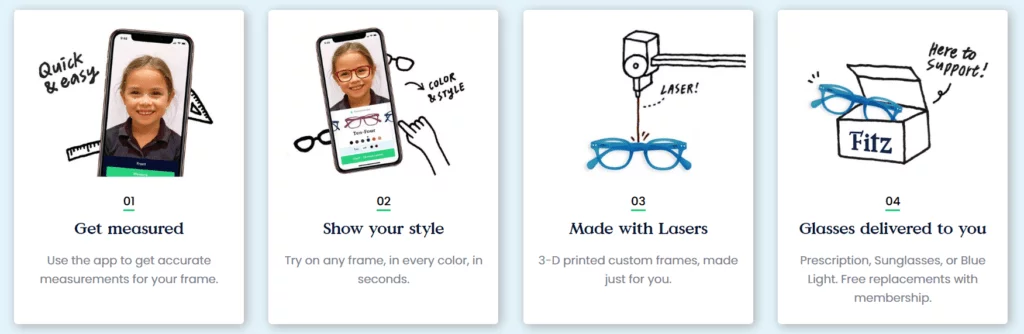 Quick
& easy
01
Get measured
Use the app to get accurate
measurements for your frame.
COLOR
& STYLE
02
Show your style
Try on any frame, in every color, in
seconds.
LASER!
03
Made with Lasers
3-D printed custom frames, made
just for you.
Here to
Support!
Fitz
04
Glasses delivered to you
Prescription, Sunglasses, or Blue
Light. Free replacements with
membership.